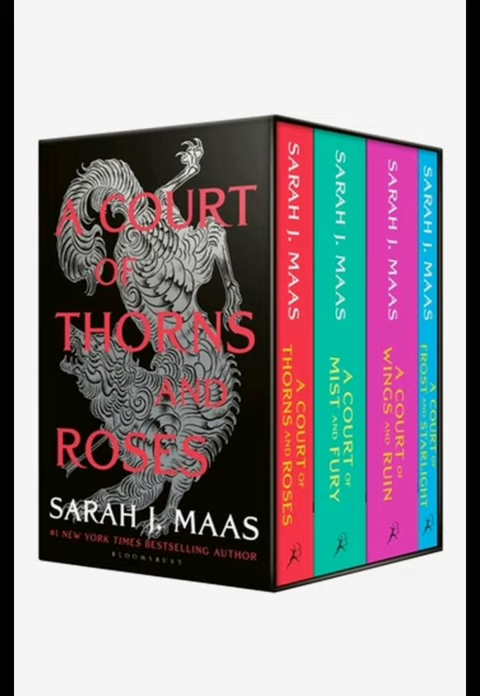 A COURT
OF
THORNS
AND
ROSES
SARAH J. MAAS
#1 NEW YORK TIMES BESTSELLING AUTHOR
BLOOMSBURY
SARAH J. MAAS
A COURT OF
THORNS AND ROSES
SARAH J. MAAS
A COURT OF
MIST AND FURY
SARAH J. MAAS
A COURT OF
WINGS AND RUIN
SARAH J. MAAS
A COURT OF
FROST AND STARLIGHT